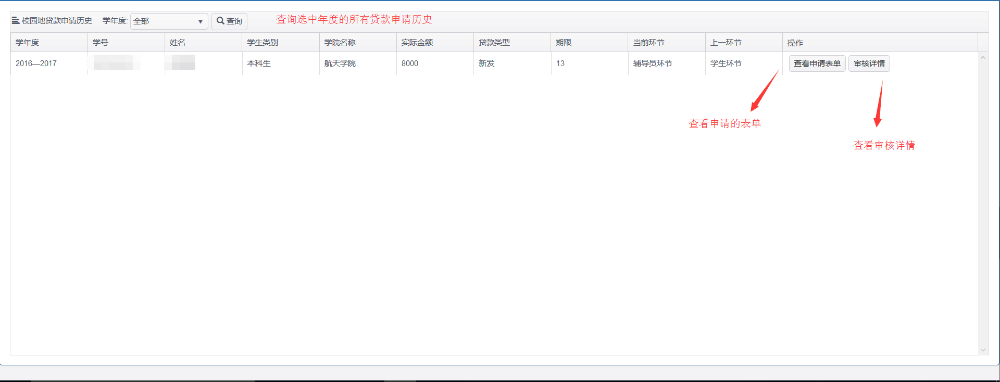 校园地贷款申请历史 学年度: 全部 查询 查询选中年度的所有贷款申请历史
学年度 学号 姓名 学生类别 学院名称 实际金额 贷款类型 期限 当前环节 上一环节 操作
2016—2017 本科生 航天学院 8000 新发 13 辅导员环节 学生环节 查看申请表单 审核详情
查看申请的表单
查看审核详情